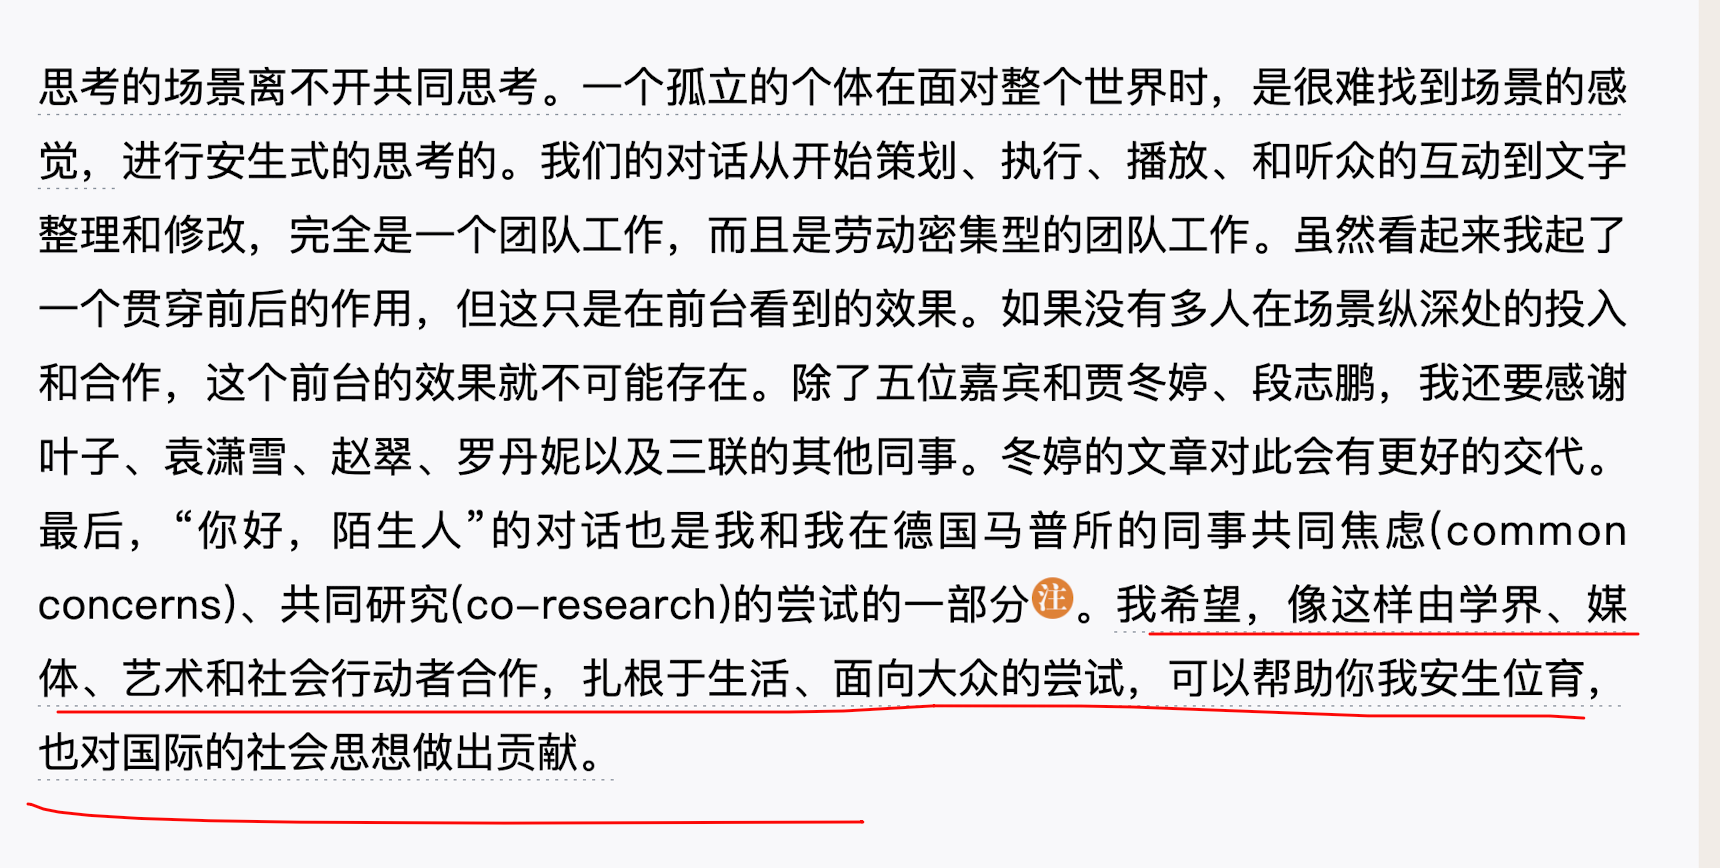 思考的场景离不开共同思考。一个孤立的个体在面对整个世界时，是很难找到场景的感
觉，进行安生式的思考的。我们的对话从开始策划、执行、播放、和听众的互动到文字
整理和修改，完全是一个团队工作，而且是劳动密集型的团队工作。虽然看起来我起了
一个贯穿前后的作用，但这只是在前台看到的效果。如果没有多人在场景纵深处的投入
和合作，这个前台的效果就不可能存在。除了五位嘉宾和贾冬婷、段志鹏，我还要感谢
叶子、袁潇雪、赵翠、罗丹妮以及三联的其他同事。冬婷的文章对此会有更好的交代。
最后，“你好，陌生人”的对话也是我和我在德国马普所的同事共同焦虑(common
concerns)、共同研究(co–research)的尝试的一部分注。我希望，像这样由学界、媒
体、艺术和社会行动者合作，扎根于生活、面向大众的尝试，可以帮助你我安生位育，
也对国际的社会思想做出贡献。